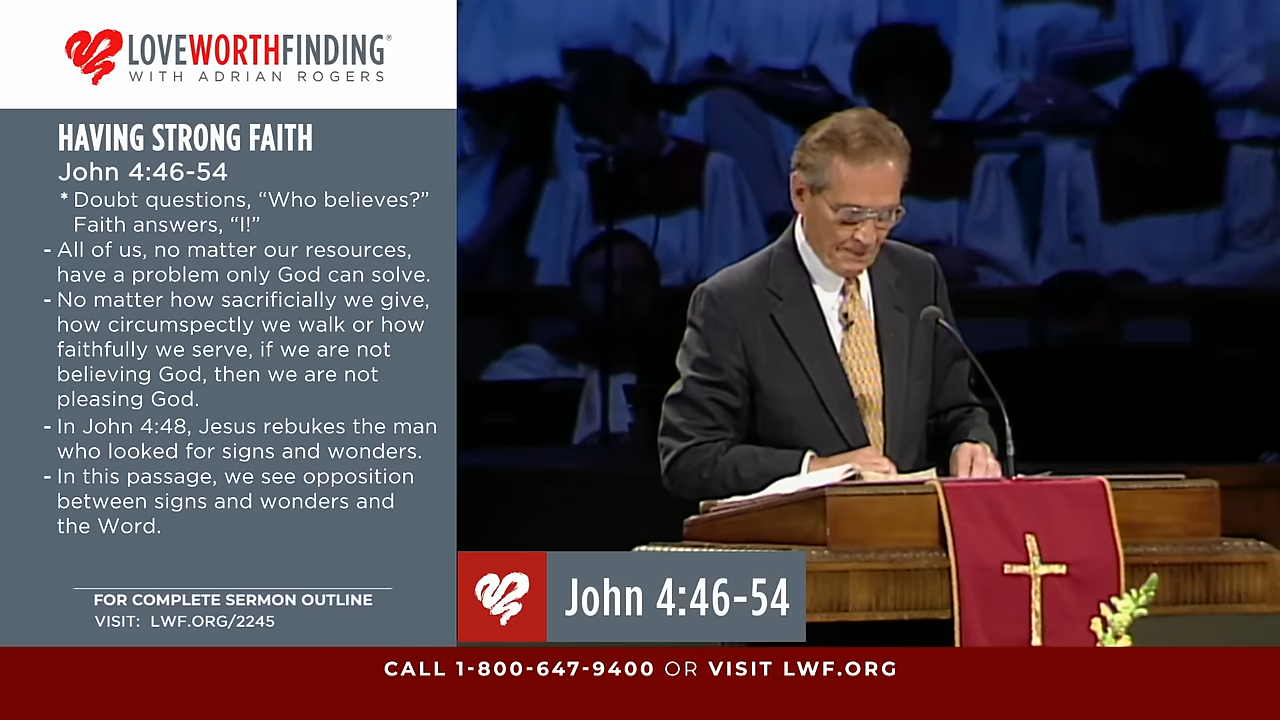 LOVEWORTHFINDING®
WITH ADRIAN ROGERS
HAVING STRONG FAITH
John 4:46-54
* Doubt questions, “Who believes?”
Faith answers, “I!”
- All of us, no matter our resources,
have a problem only God can solve.
- No matter how sacrificially we give,
how circumspectly we walk or how
faithfully we serve, if we are not
believing God, then we are not
pleasing God.
- In John 4:48, Jesus rebukes the man
who looked for signs and wonders.
- In this passage, we see opposition
between signs and wonders and
the Word.
FOR COMPLETE SERMON OUTLINE
VISIT: LWF.ORG/2245
John 4:46-54
CALL 1-800-647-9400 OR VISIT LWF.ORG